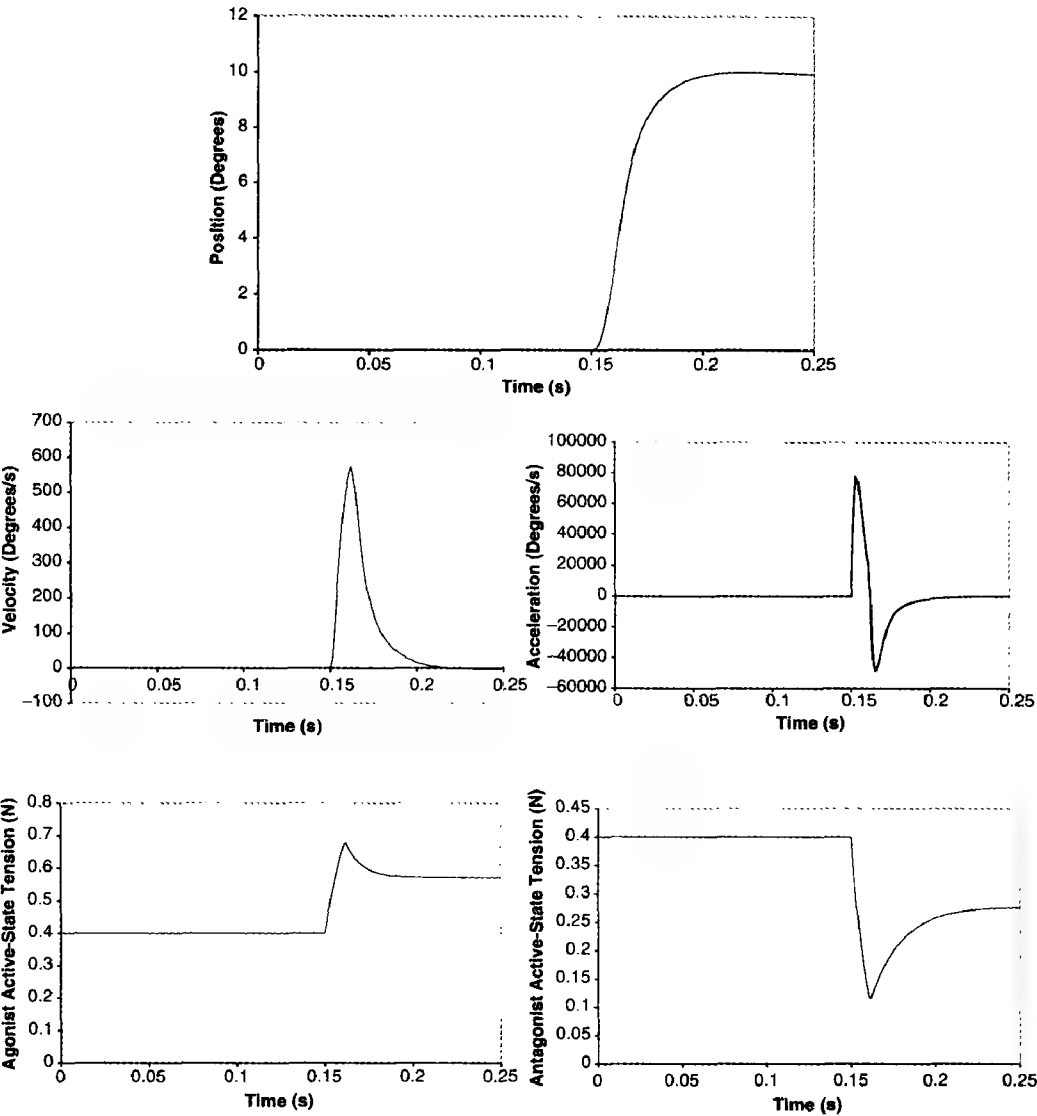 12
10
8
6
4
2
0
Position (Degrees)
0 0.05 0.1 0.15 0.2 0.25
Time (s)
700
600
500
400
300
200
100
0
−100
Velocity (Degrees/s)
0 0.05 0.1 0.15 0.2 0.25
Time (s)
100000
80000
60000
40000
20000
0
−20000
−40000
−60000
Acceleration (Degrees/s)
0 0.05 0.1 0.15 0.2 0.25
Time (s)
0.8
0.7
0.6
0.5
0.4
0.3
0.2
0.1
0
Agonist Active-State Tension (N)
0 0.05 0.1 0.15 0.2 0.25
Time (s)
0.45
0.4
0.35
0.3
0.25
0.2
0.15
0.1
0.05
0
Antagonist Active-State Tension (N)
0 0.05 0.1 0.15 0.2 0.25
Time (s)